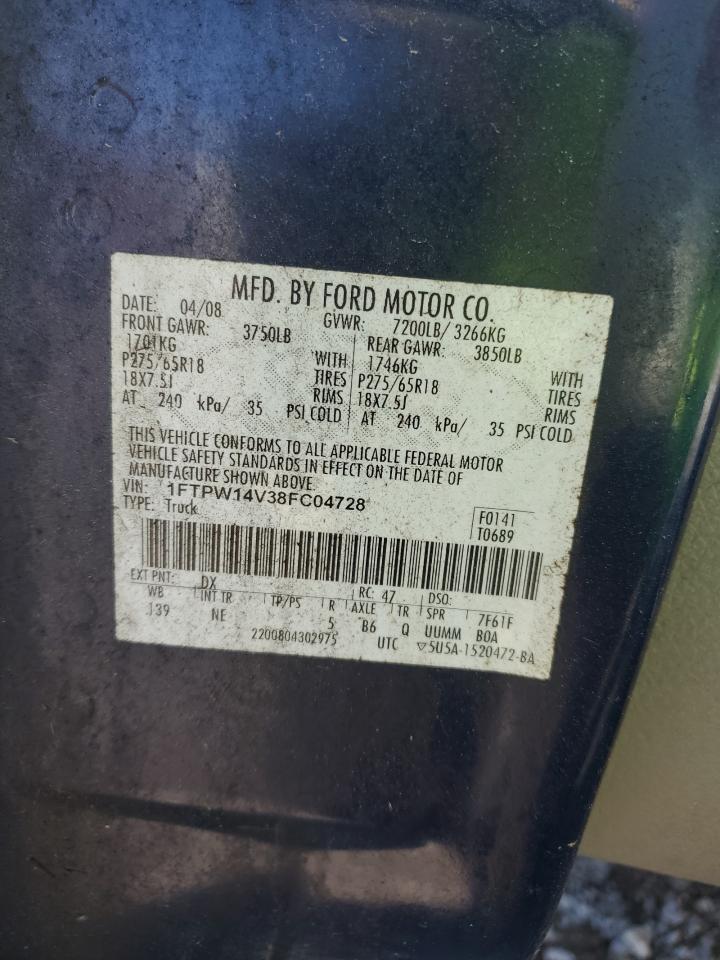 MFD. BY FORD MOTOR CO.
DATE: 04/08 GVWR: 7200LB/ 3266KG
FRONT GAWR: 3750LB REAR GAWR: 3850LB
1701KG WITH 1746KG WITH
P275/65R18 TIRES P275/65R18 TIRES
18X7.5J RIMS 18X7.5J RIMS
AT 240 kPa/ 35 PSI COLD AT 240 kPa/ 35 PSI COLD
THIS VEHICLE CONFORMS TO ALL APPLICABLE FEDERAL MOTOR
VEHICLE SAFETY STANDARDS IN EFFECT ON THE DATE OF
MANUFACTURE SHOWN ABOVE.
VIN: 1FTPW14V38FC04728
TYPE: Truck
F0141
T0689
EXT PNT: DX RC: 47 DSO:
WB INT TR TP/PS R AXLE TR SPR 7F61F
139 NE 5 B6 Q UUMM BOA
2200804302975 UTC ▽5U5A-1520472-BA